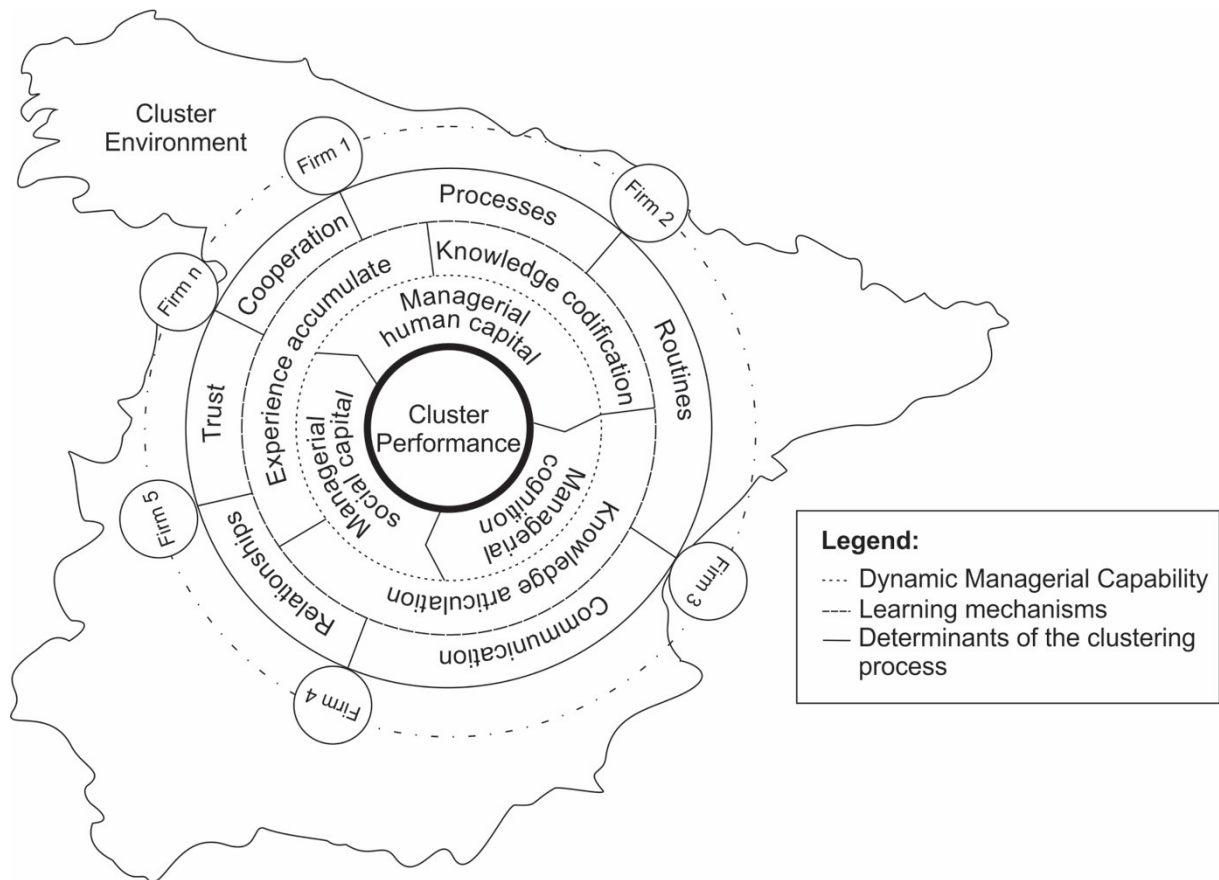 Cluster
Environment
Firm 1
Firm 2
Firm 3
Firm 4
Firm 5
Firm n
Processes
Routines
Communication
Relationships
Trust
Cooperation
Knowledge codification
Knowledge articulation
Experience accumulate
Managerial
human capital
Managerial
cognition
Managerial
social capital
Cluster
Performance
Legend:
Dynamic Managerial Capability
Learning mechanisms
Determinants of the clustering
process